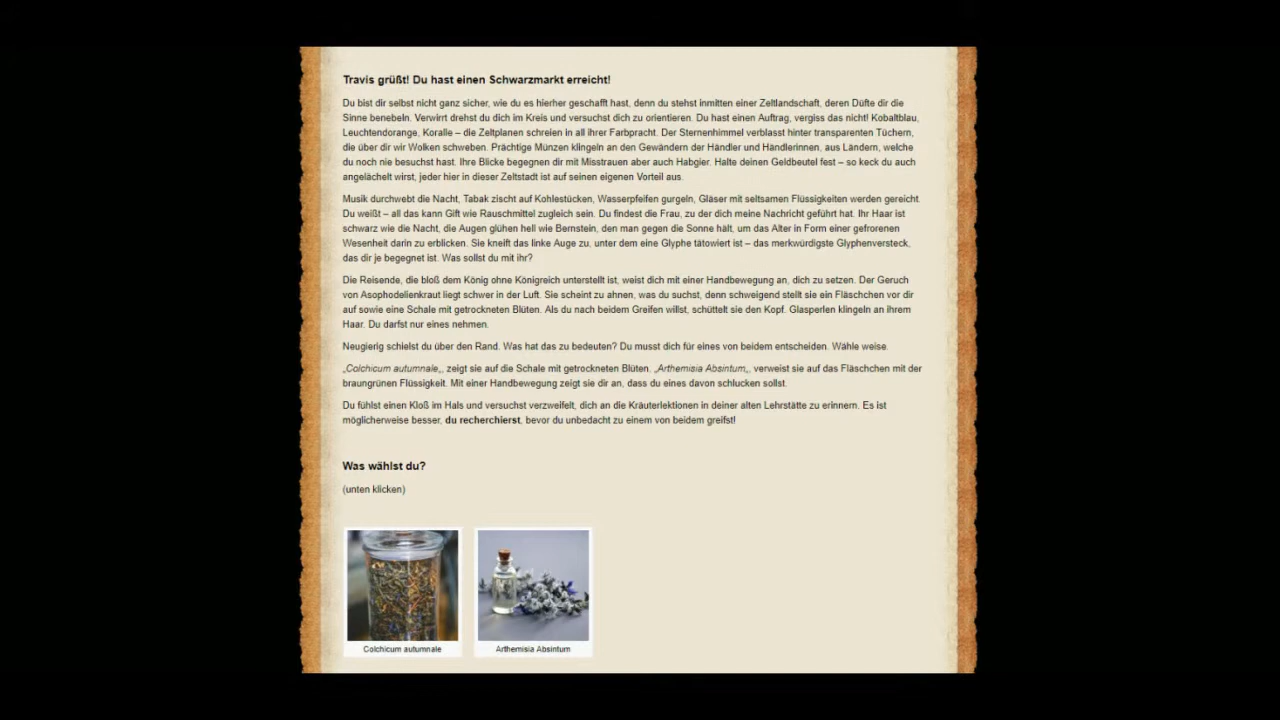 Travis grüßt! Du hast einen Schwarzmarkt erreicht!
Du bist dir selbst nicht ganz sicher, wie du es hierher geschafft hast, denn du stehst inmitten einer Zeltlandschaft, deren Düfte dir die
Sinne benebeln. Verwirrt drehst du dich im Kreis und versuchst dich zu orientieren. Du hast einen Auftrag, vergiss das nicht! Kobaltblau,
Leuchtendorange, Koralle – die Zeltplanen schreien in all ihrer Farbpracht. Der Sternenhimmel verblasst hinter transparenten Tüchern,
die über dir wir Wolken schweben. Prächtige Münzen klingeln an den Gewändern der Händler und Händlerinnen, aus Ländern, welche
du noch nie besuchst hast. Ihre Blicke begegnen dir mit Misstrauen aber auch Habgier. Halte deinen Geldbeutel fest – so keck du auch
angelächelt wirst, jeder hier in dieser Zeltstadt ist auf seinen eigenen Vorteil aus.
Musik durchwebt die Nacht, Tabak zischt auf Kohlestücken, Wasserpfeifen gurgeln, Gläser mit seltsamen Flüssigkeiten werden gereicht.
Du weißt – all das kann Gift wie Rauschmittel zugleich sein. Du findest die Frau, zu der dich meine Nachricht geführt hat. Ihr Haar ist
schwarz wie die Nacht, die Augen glühen hell wie Bernstein, den man gegen die Sonne hält, um das Alter in Form einer gefrorenen
Wesenheit darin zu erblicken. Sie kneift das linke Auge zu, unter dem eine Glyphe tätowiert ist – das merkwürdigste Glyphenversteck,
das dir je begegnet ist. Was sollst du mit ihr?
Die Reisende, die bloß dem König ohne Königreich unterstellt ist, weist dich mit einer Handbewegung an, dich zu setzen. Der Geruch
von Asophodelienkraut liegt schwer in der Luft. Sie scheint zu ahnen, was du suchst, denn schweigend stellt sie ein Fläschchen vor dir
auf sowie eine Schale mit getrockneten Blüten. Als du nach beidem Greifen willst, schüttelt sie den Kopf. Glasperlen klingeln an ihrem
Haar. Du darfst nur eines nehmen.
Neugierig schielst du über den Rand. Was hat das zu bedeuten? Du musst dich für eines von beidem entscheiden. Wähle weise.
„Colchicum autumnale„, zeigt sie auf die Schale mit getrockneten Blüten. „Arthemisia Absintum„, verweist sie auf das Fläschchen mit der
braungrünen Flüssigkeit. Mit einer Handbewegung zeigt sie dir an, dass du eines davon schlucken sollst.
Du fühlst einen Kloß im Hals und versuchst verzweifelt, dich an die Kräuterlektionen in deiner alten Lehrstätte zu erinnern. Es ist
möglicherweise besser, du recherchierst, bevor du unbedacht zu einem von beidem greifst!
Was wählst du?
(unten klicken)
Colchicum autumnale
Arthemisia Absintum